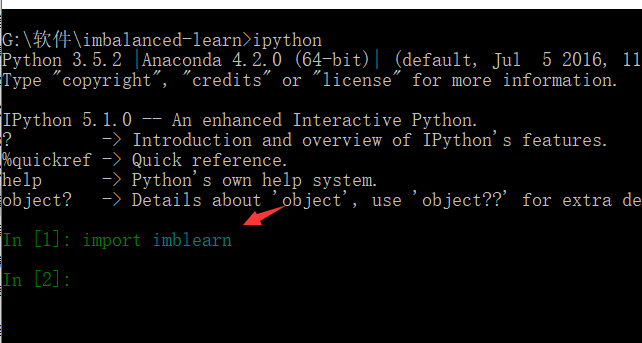 G:\软件\imbalanced-learn>ipython
Python 3.5.2 |Anaconda 4.2.0 (64-bit)| (default, Jul  5 2016, 11
Type "copyright", "credits" or "license" for more information.
IPython 5.1.0 -- An enhanced Interactive Python.
?         -> Introduction and overview of IPython's features.
%quickref -> Quick reference.
help      -> Python's own help system.
object?   -> Details about 'object', use 'object??' for extra de
In [1]: import imblearn
In [2]: